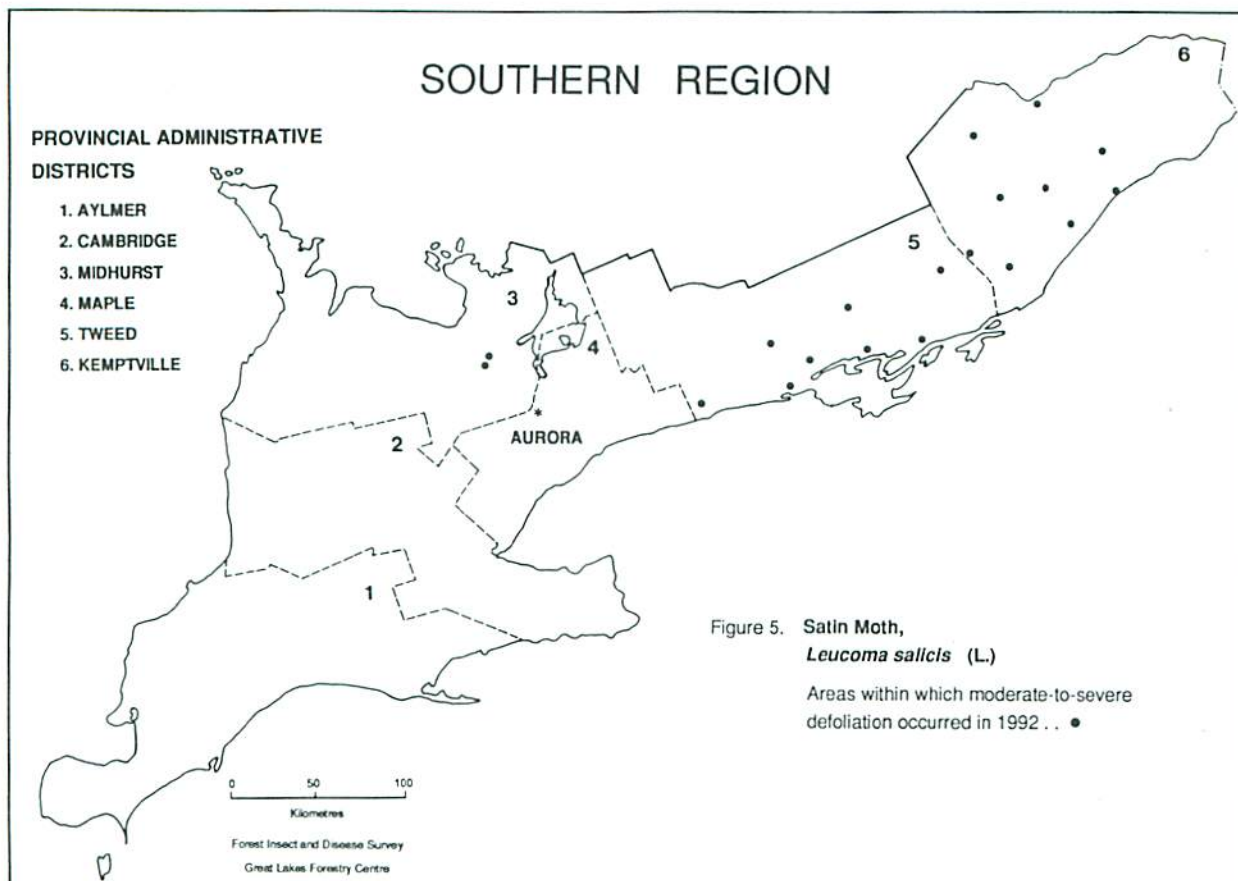 SOUTHERN REGION
PROVINCIAL ADMINISTRATIVE
DISTRICTS
1. AYLMER
2. CAMBRIDGE
3. MIDHURST
4. MAPLE
5. TWEED
6. KEMPTVILLE
6
5
3
4
* AURORA
2
1
Figure 5. Satin Moth,
Leucoma salicis (L.)
Areas within which moderate-to-severe
defoliation occurred in 1992 . . ●
0 50 100
Kilometres
Forest Insect and Disease Survey
Great Lakes Forestry Centre